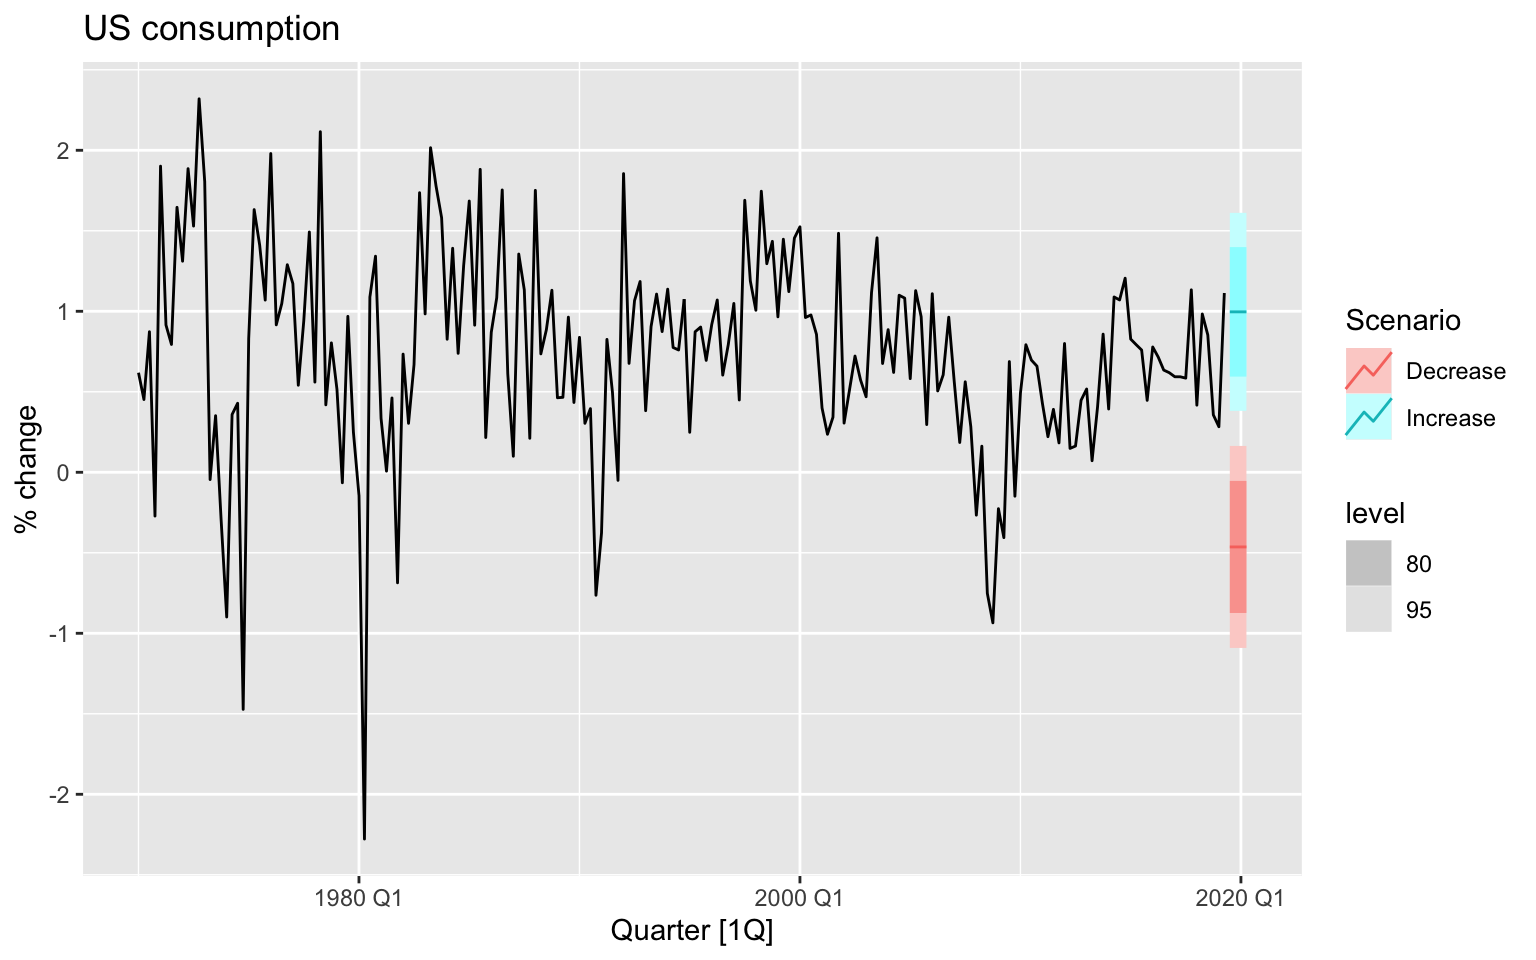 US consumption
% change
2
1
0
-1
-2
1980 Q1
2000 Q1
2020 Q1
Quarter [1Q]
Scenario
Decrease
Increase
level
80
95